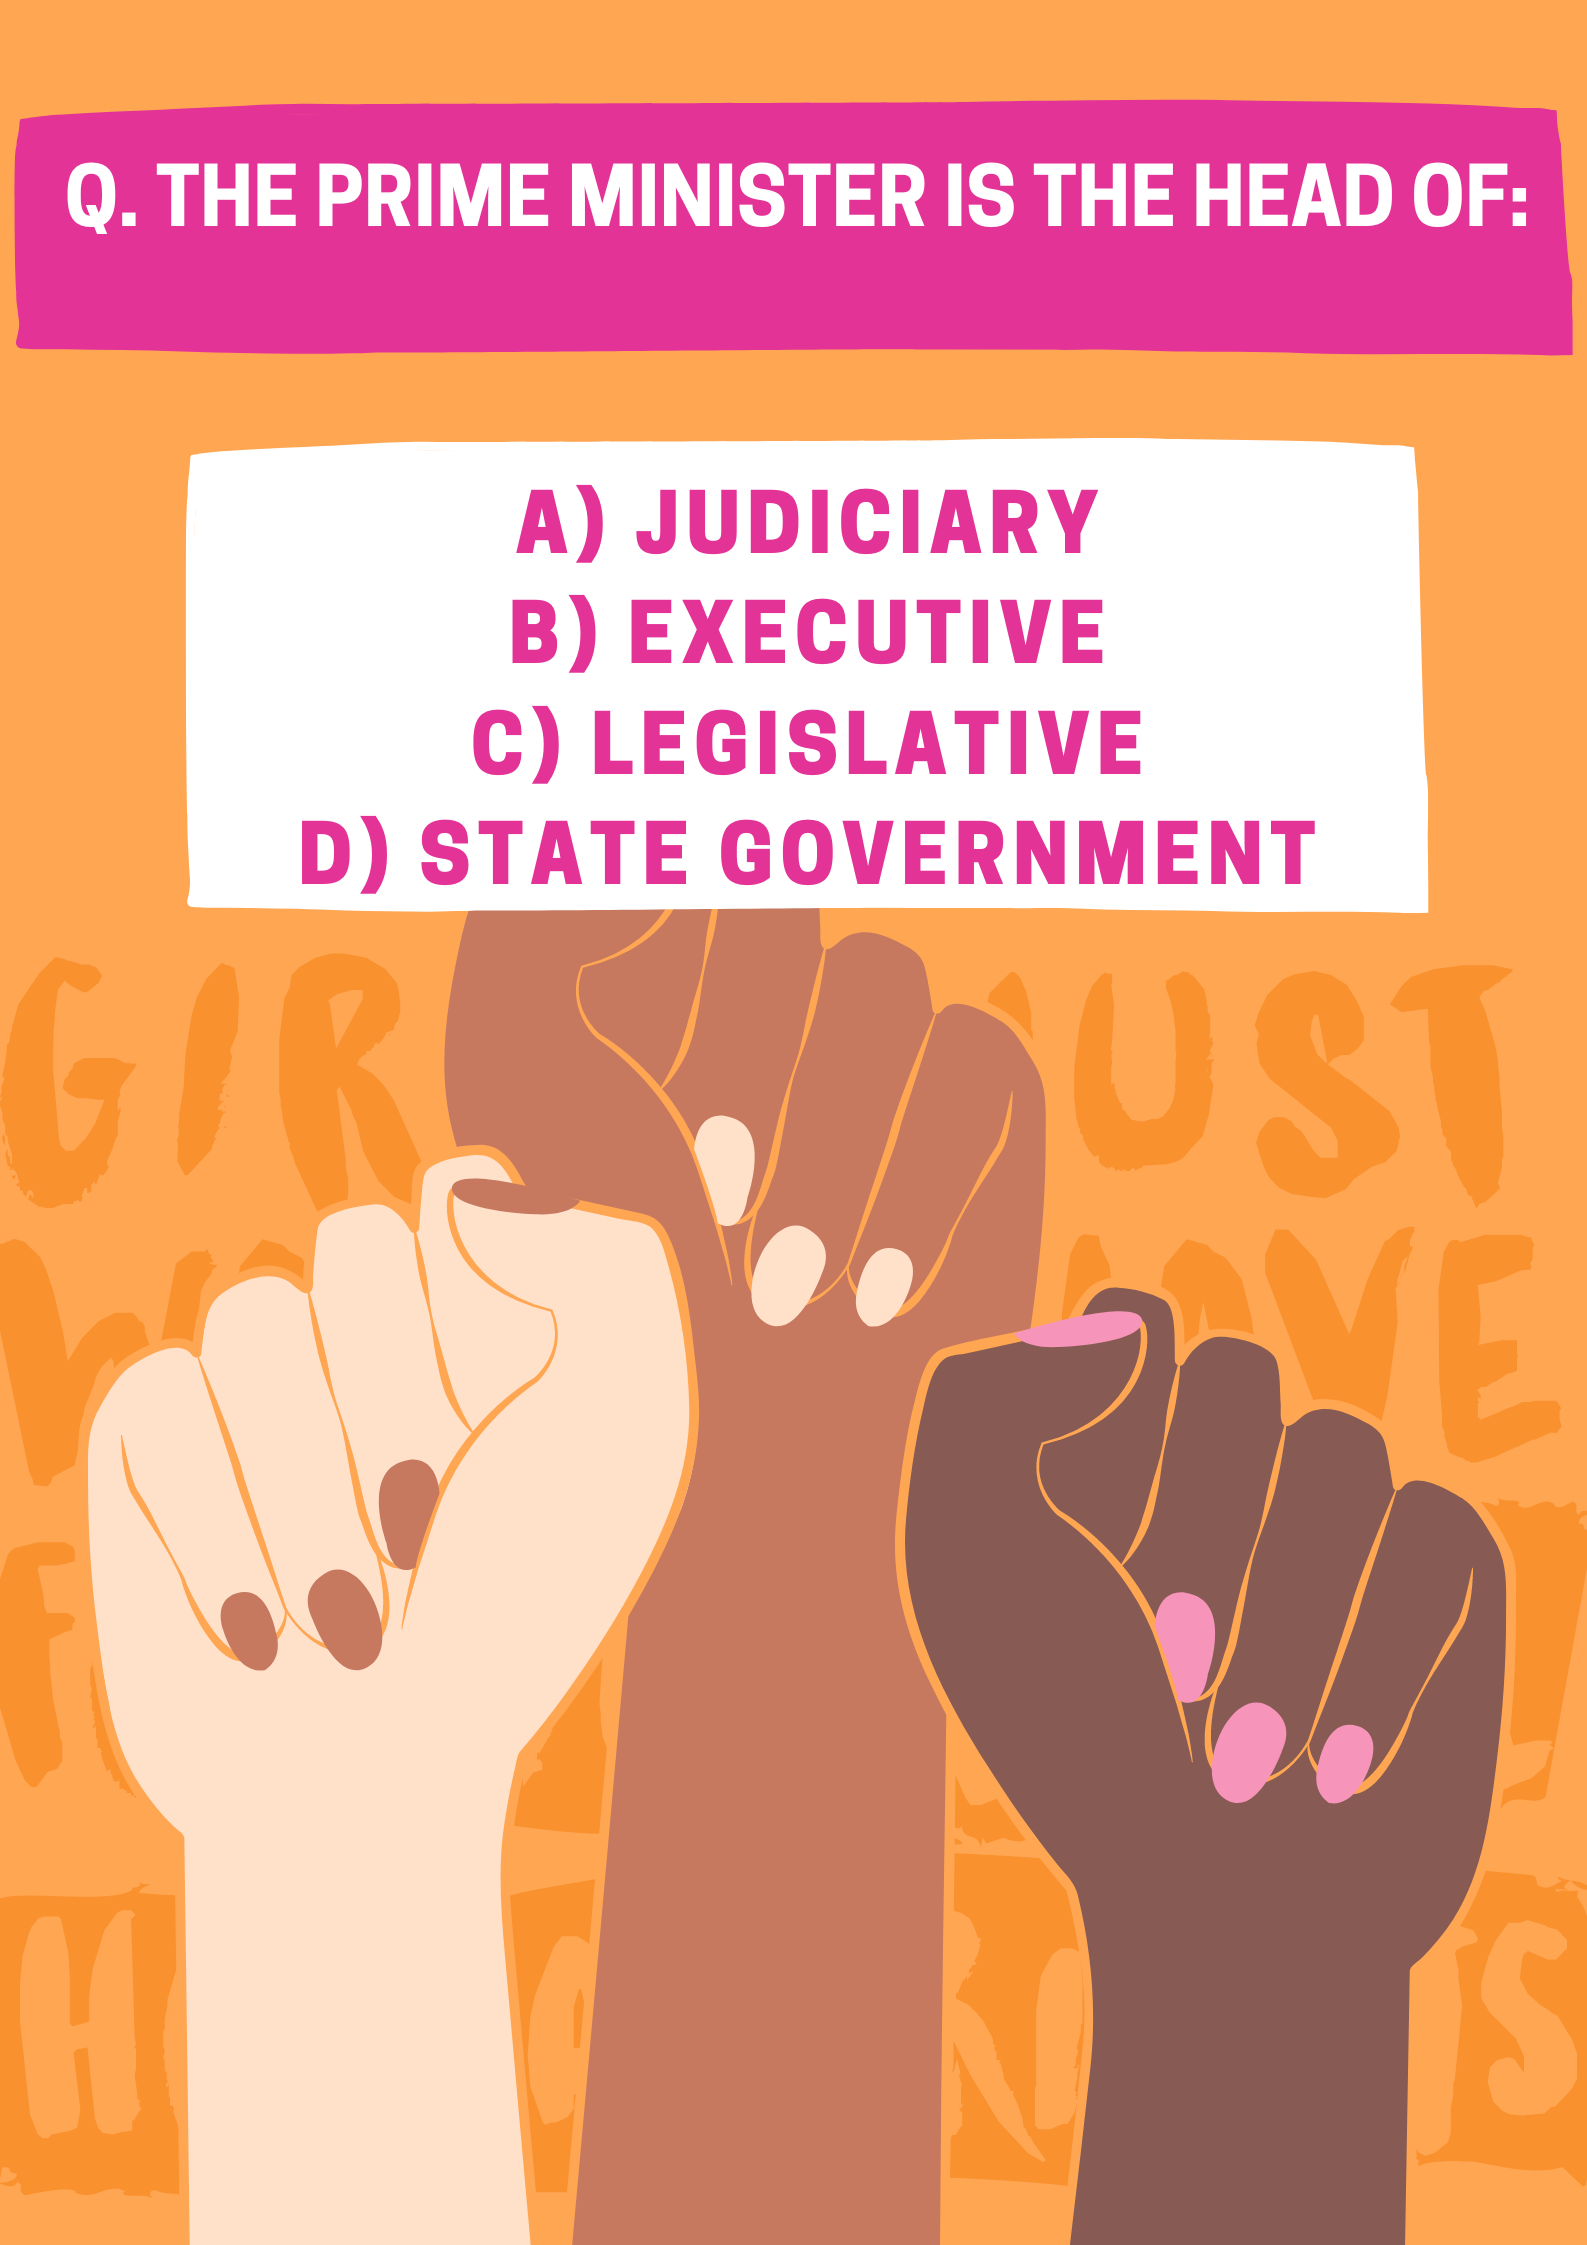 Q. THE PRIME MINISTER IS THE HEAD OF:
A) JUDICIARY
B) EXECUTIVE
C) LEGISLATIVE
D) STATE GOVERNMENT